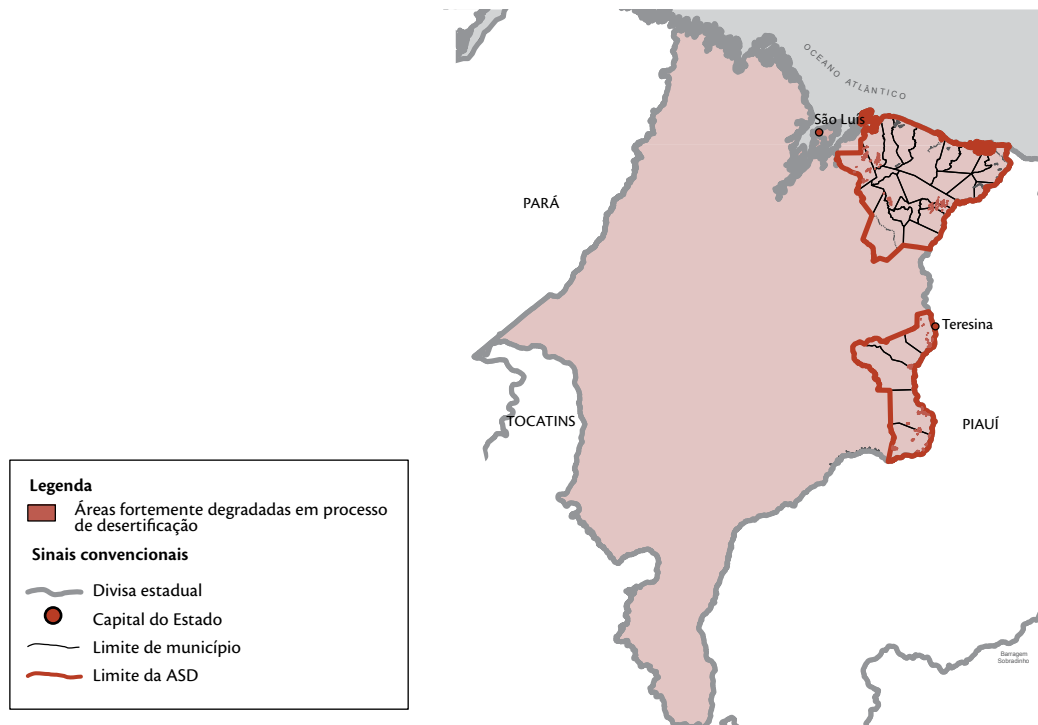 OCEANO ATLÂNTICO
São Luís
PARÁ
Teresina
TOCATINS
PIAUÍ
Barragem
Sobradinho
Legenda
Áreas fortemente degradadas em processo
de desertificação
Sinais convencionais
Divisa estadual
Capital do Estado
Limite de município
Limite da ASD